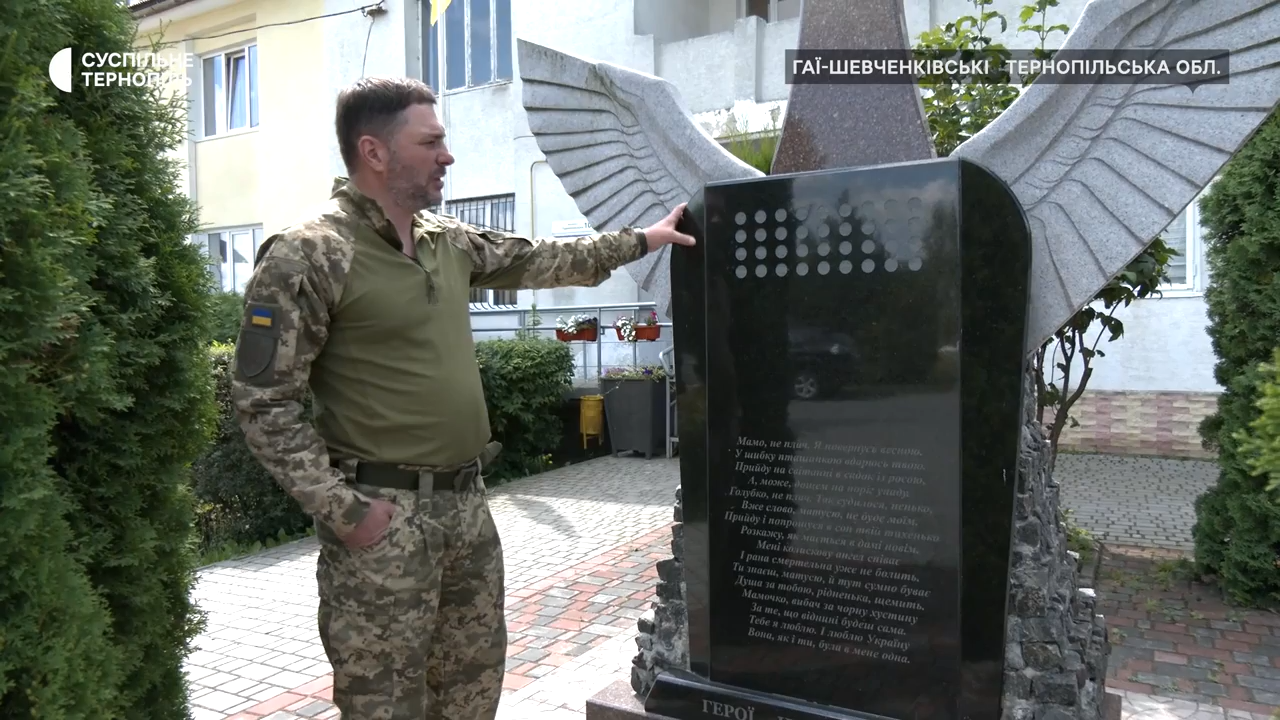 СУСПІЛЬНЕ
ТЕРНОПІЛЬ
ГАЇ-ШЕВЧЕНКІВСЬКІ ТЕРНОПІЛЬСЬКА ОБЛ.
Мамо, не плач. Я повернусь весною.
У шибку пташинкою вдарюсь твою.
Прийду на світанні в садок із росою,
А, може, дощем на поріг упаду.
Голубко, не плач. Так судилося, ненько,
Вже слово, матусю, не буде моїм.
Прийду і попрошуся в сон твій тихенько
Розкажу, як мається в домі новім.
Мені колискову ангел співає
І рана смертельна уже не болить.
Ти знаєш, матусю, й тут сумно буває
Душа за тобою, рідненька, щемить.
Мамочко, вибач за чорну хустину
За те, що віднині будеш сама.
Тебе я люблю. І люблю Україну
Вона, як і ти, була в мене одна.
ГЕРОЇ